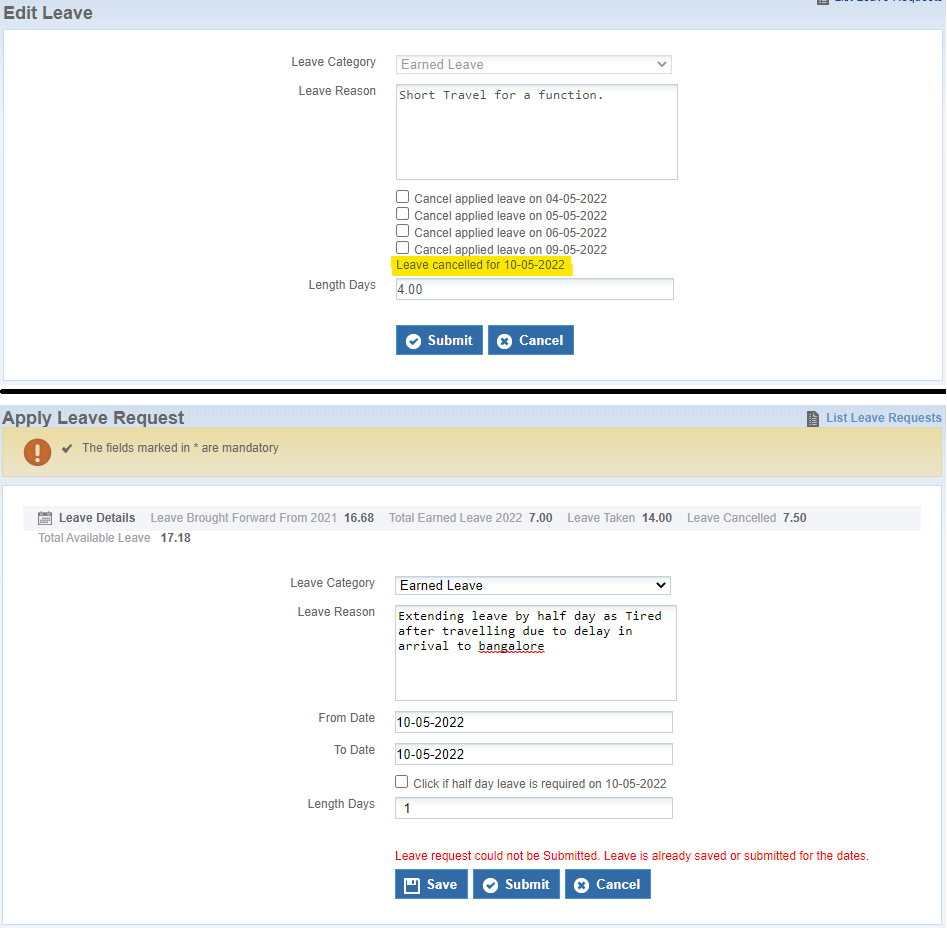 Edit Leave
Leave Category Earned Leave
Leave Reason Short Travel for a function.
Cancel applied leave on 04-05-2022
Cancel applied leave on 05-05-2022
Cancel applied leave on 06-05-2022
Cancel applied leave on 09-05-2022
Leave cancelled for 10-05-2022
Length Days 4.00
Submit Cancel
Apply Leave Request List Leave Requests
The fields marked in * are mandatory
Leave Details Leave Brought Forward From 2021 16.68 Total Earned Leave 2022 7.00 Leave Taken 14.00 Leave Cancelled 7.50
Total Available Leave 17.18
Leave Category Earned Leave
Leave Reason Extending leave by half day as Tired
after travelling due to delay in
arrival to bangalore
From Date 10-05-2022
To Date 10-05-2022
Click if half day leave is required on 10-05-2022
Length Days 1
Leave request could not be Submitted. Leave is already saved or submitted for the dates.
Save Submit Cancel